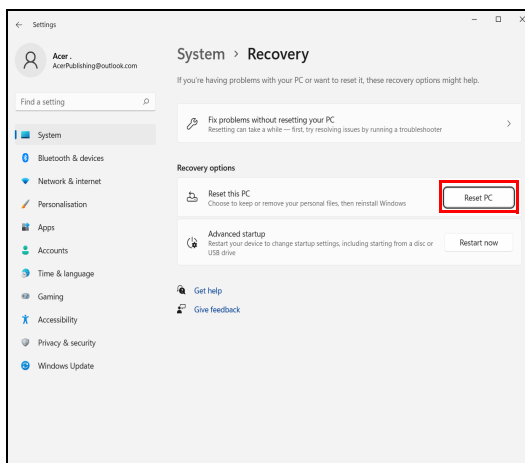 Settings
Acer .
AcerPublishing@outlook.com
Find a setting
System
Bluetooth & devices
Network & internet
Personalisation
Apps
Accounts
Time & language
Gaming
Accessibility
Privacy & security
Windows Update
System > Recovery
If you're having problems with your PC or want to reset it, these recovery options might help.
Fix problems without resetting your PC
Resetting can take a while — first, try resolving issues by running a troubleshooter
Recovery options
Reset this PC
Choose to keep or remove your personal files, then reinstall Windows
Reset PC
Advanced startup
Restart your device to change startup settings, including starting from a disc or
USB drive
Restart now
Get help
Give feedback